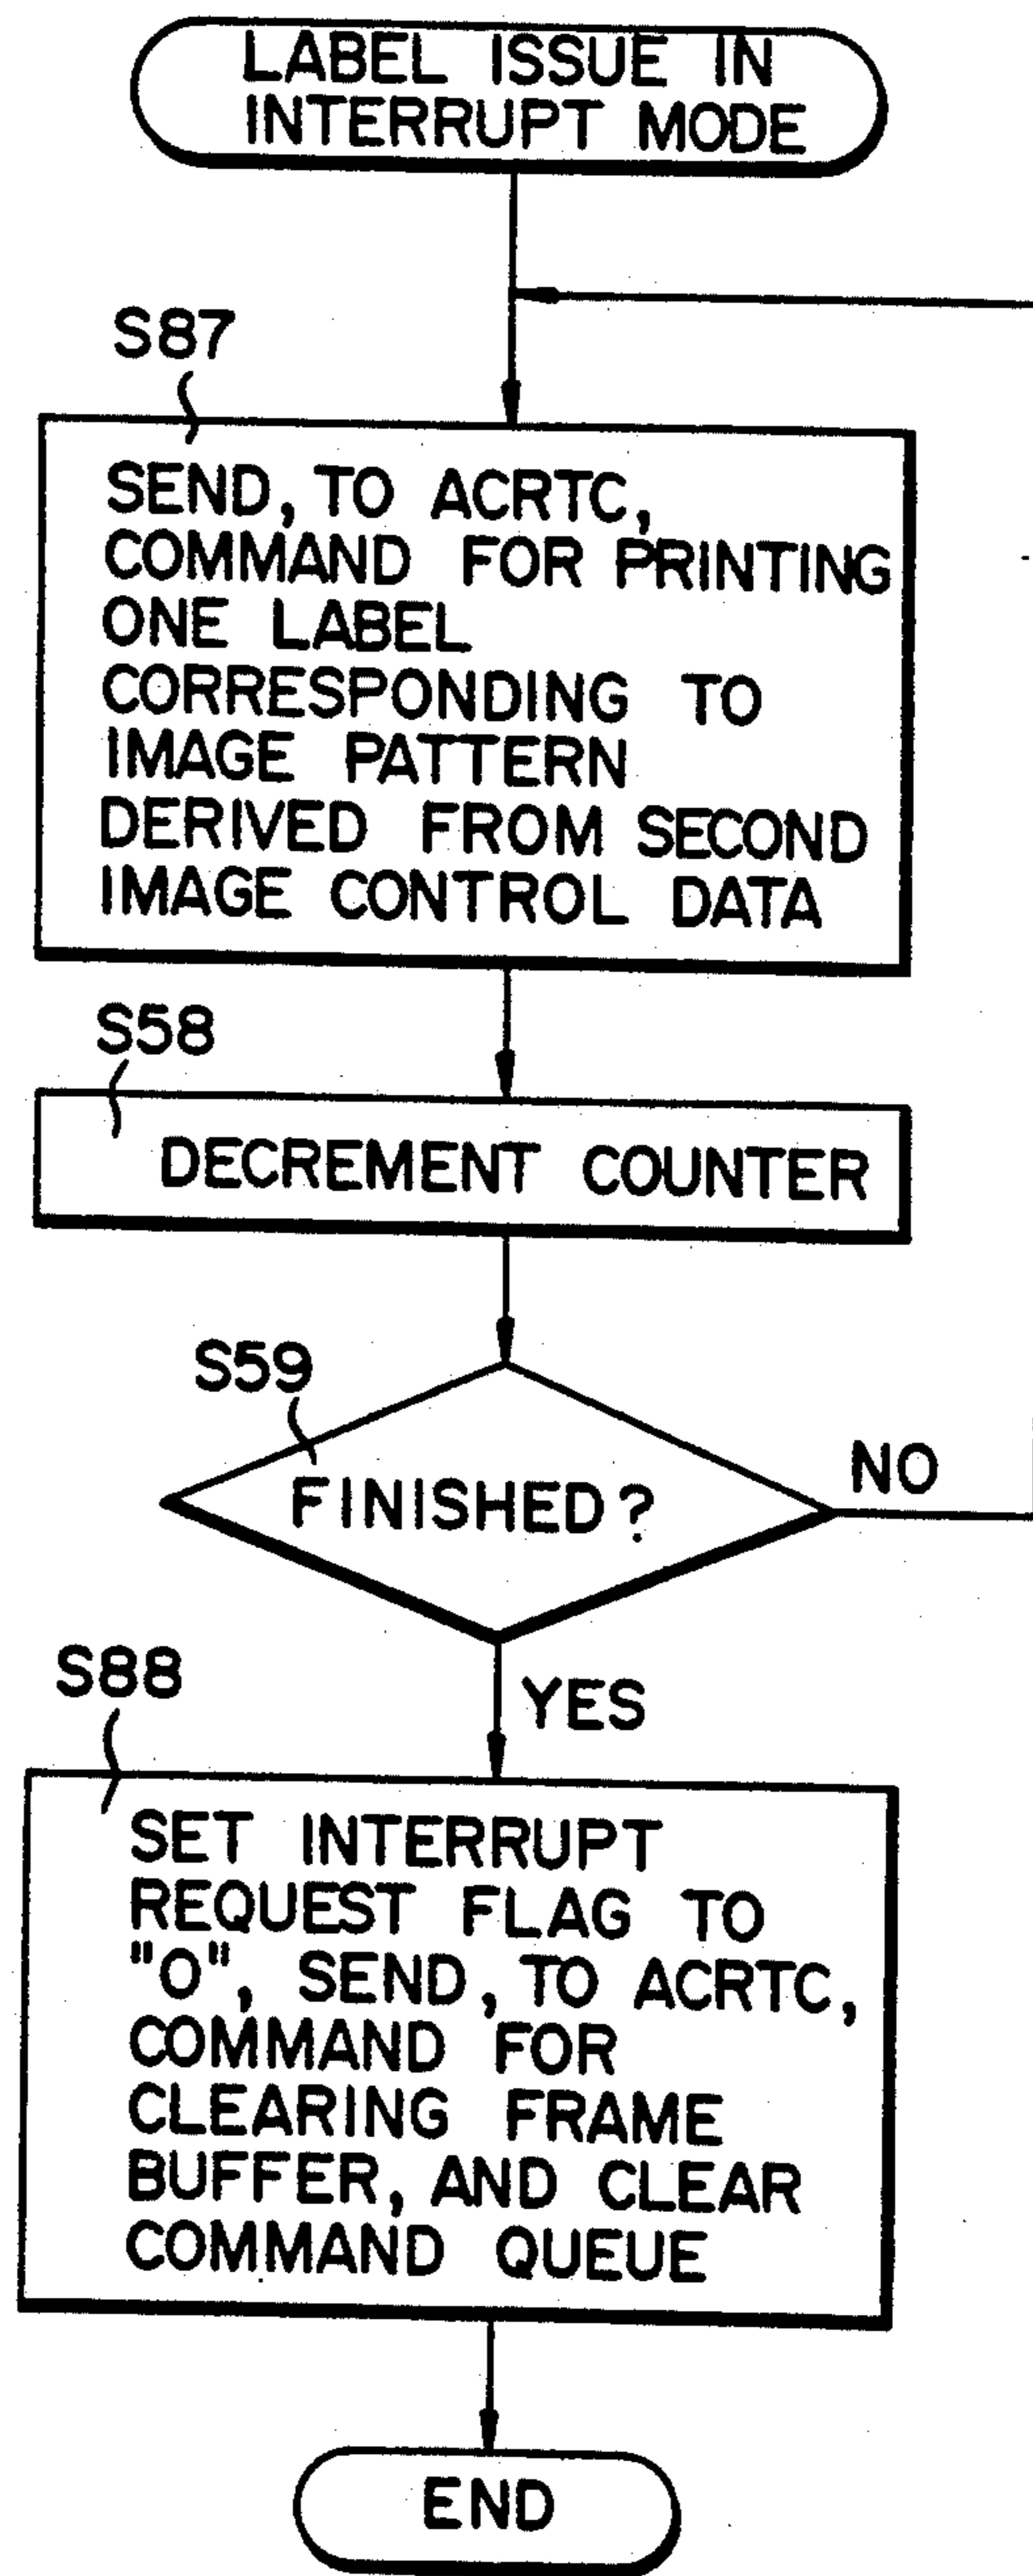 LABEL ISSUE IN
INTERRUPT MODE
S87
SEND, TO ACRTC,
COMMAND FOR PRINTING
ONE LABEL
CORRESPONDING TO
IMAGE PATTERN
DERIVED FROM SECOND
IMAGE CONTROL DATA
S58
DECREMENT COUNTER
S59
FINISHED?
NO
YES
S88
SET INTERRUPT
REQUEST FLAG TO
"0", SEND, TO ACRTC,
COMMAND FOR
CLEARING FRAME
BUFFER, AND CLEAR
COMMAND QUEUE
END